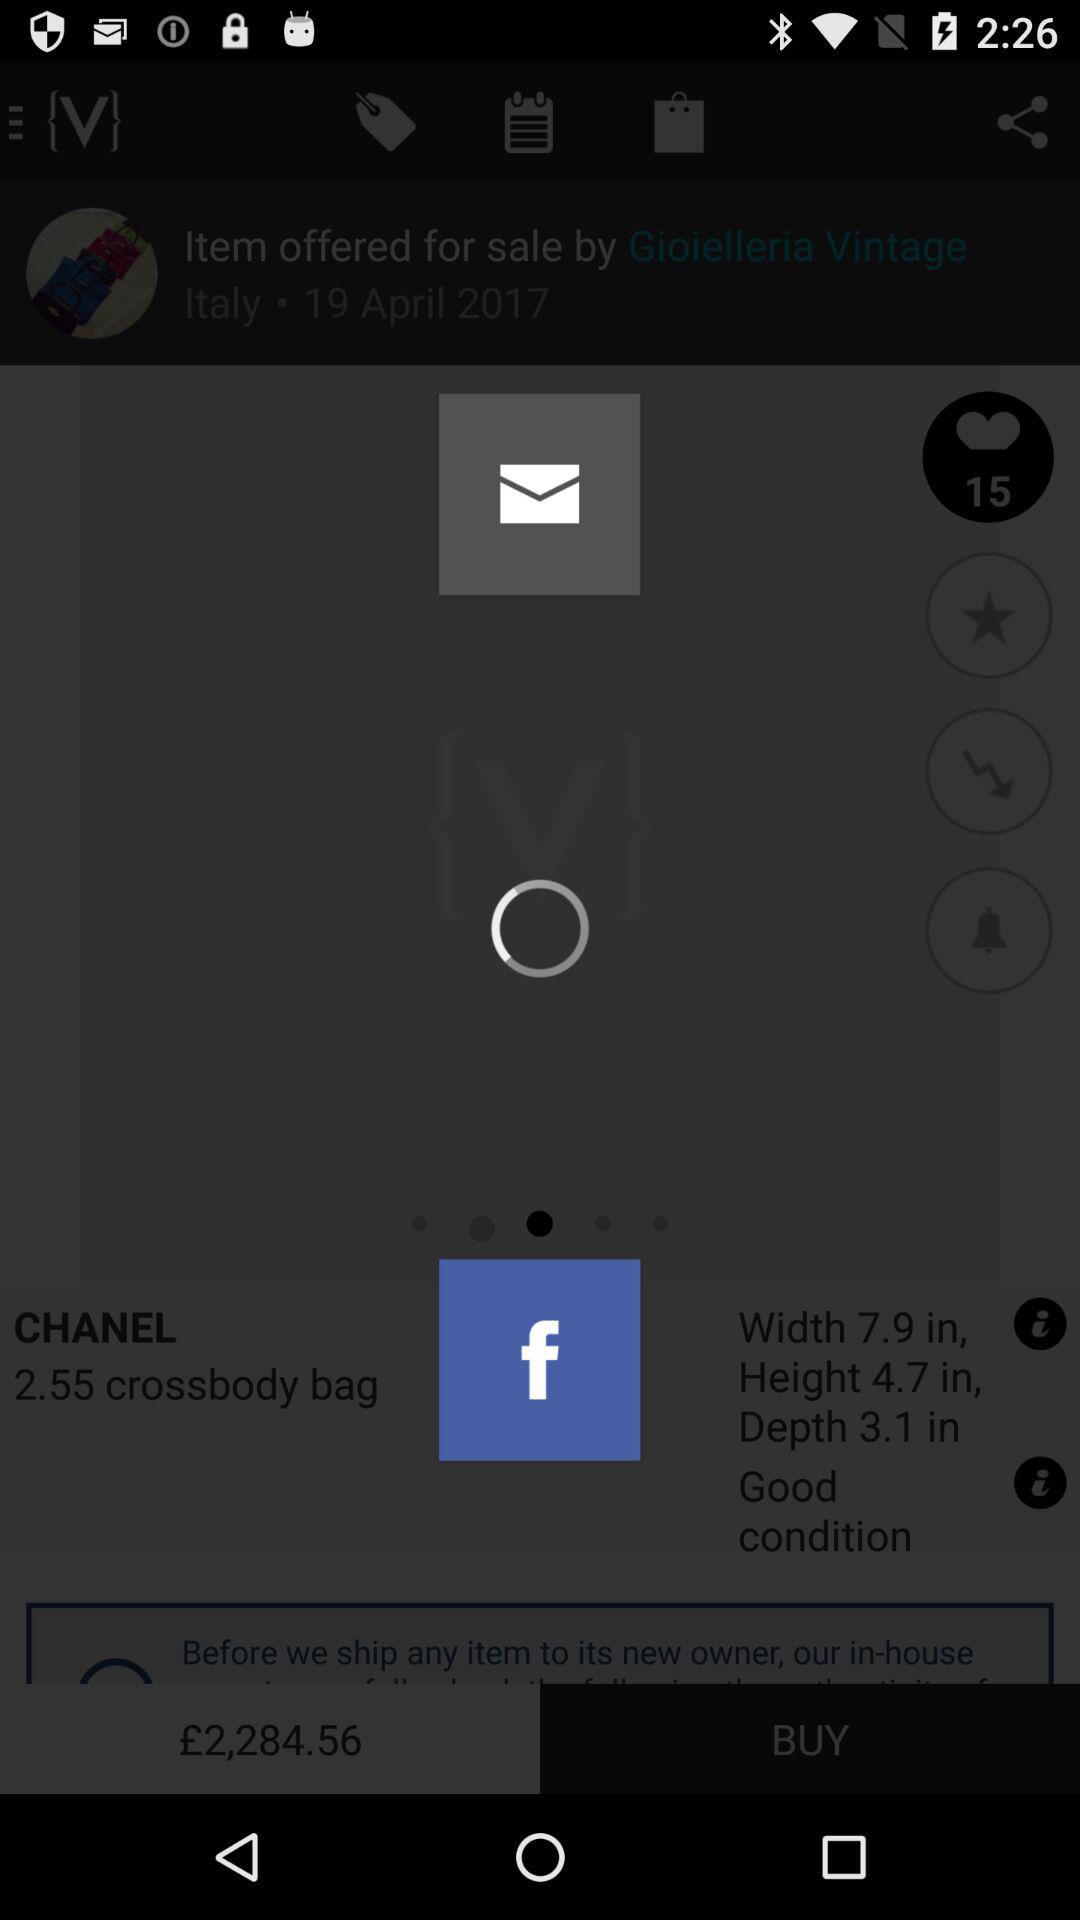 2:26
{V}
Item offered for sale by Gioielleria Vintage
Italy • 19 April 2017
15
{V}
f
CHANEL
2.55 crossbody bag
Width 7.9 in,
Height 4.7 in,
Depth 3.1 in
Good
condition
Before we ship any item to its new owner, our in-house
£2,284.56
BUY